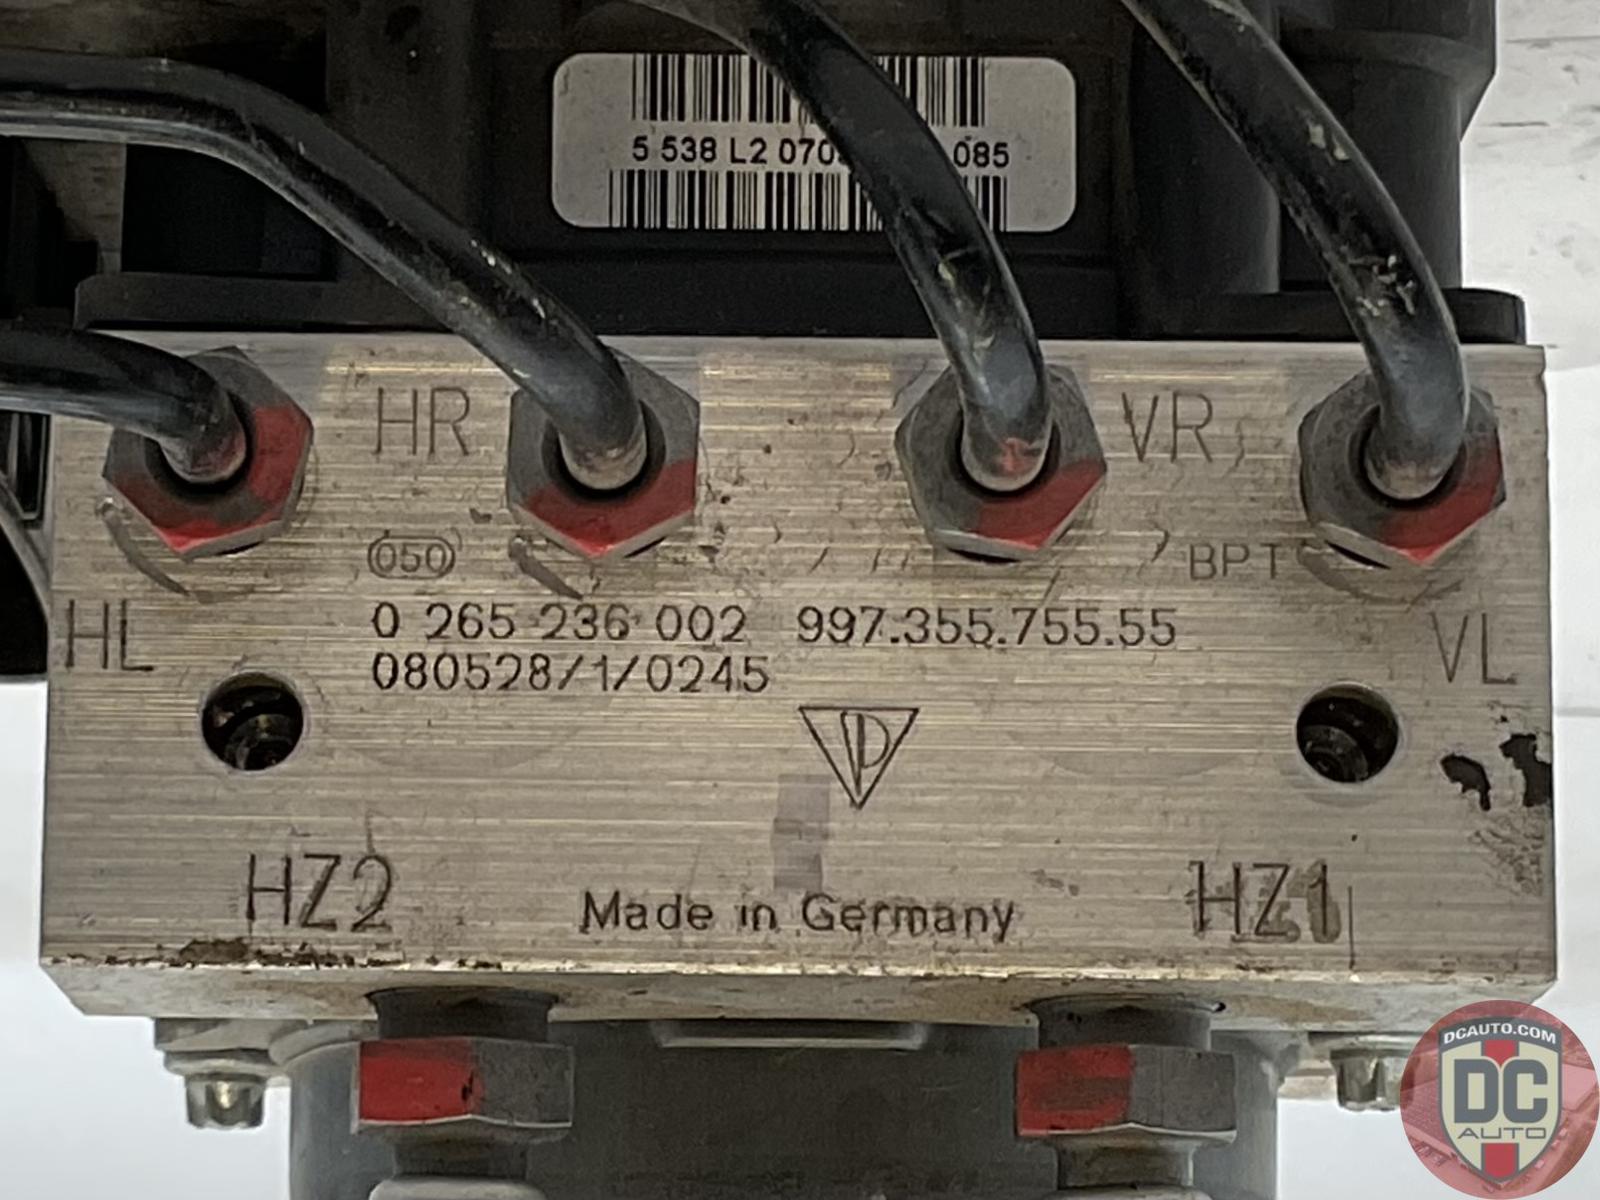 5 538 L2 070 085
HR
VR
050
BPT
HL
0 265 236 002 997.355.755.55
VL
080528/1/0245
HZ2
HZ1
Made in Germany
DCAUTO.COM
DC
AUTO